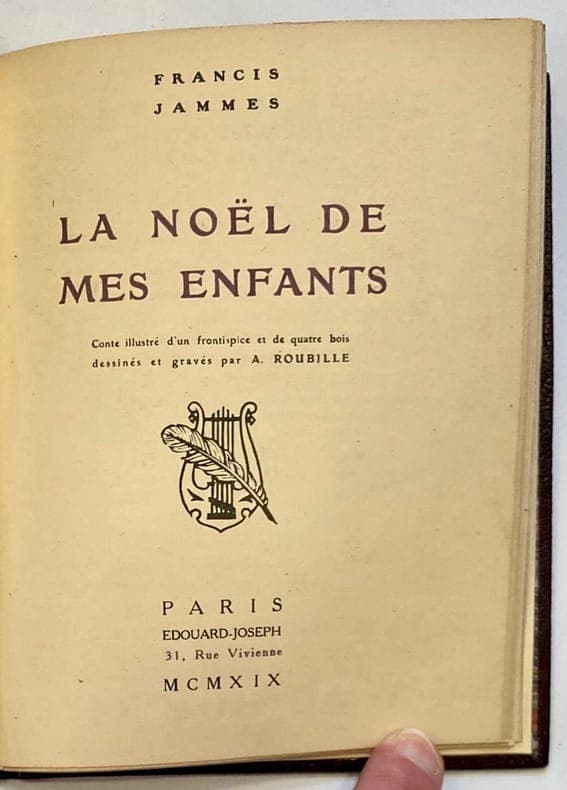 FRANCIS
JAMMES
LA NOËL DE
MES ENFANTS
Conte illustré d'un frontispice et de quatre bois
dessinés et gravés par A. ROUBILLE
PARIS
EDOUARD-JOSEPH
31, Rue Vivienne
MCMXIX